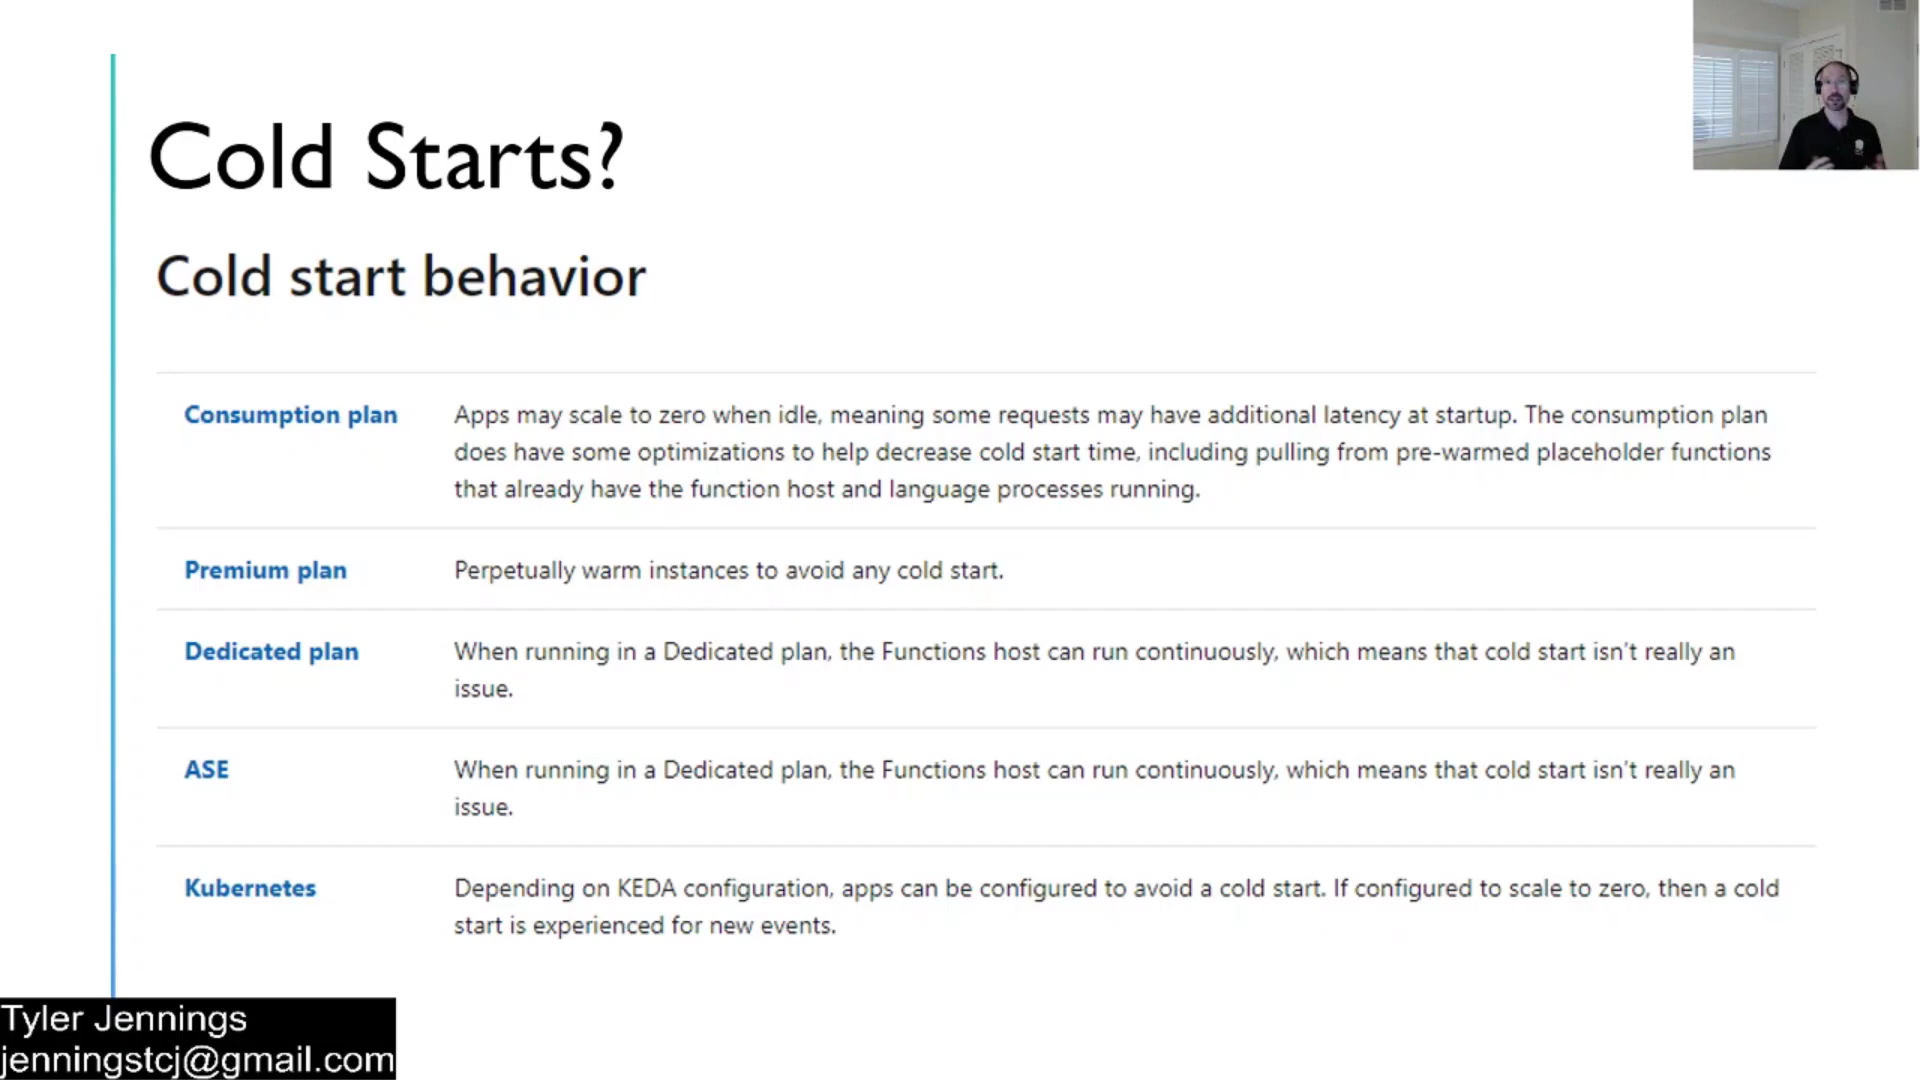 Cold Starts?
Cold start behavior
Consumption plan
Apps may scale to zero when idle, meaning some requests may have additional latency at startup. The consumption plan
does have some optimizations to help decrease cold start time, including pulling from pre-warmed placeholder functions
that already have the function host and language processes running.
Premium plan
Perpetually warm instances to avoid any cold start.
Dedicated plan
When running in a Dedicated plan, the Functions host can run continuously, which means that cold start isn't really an
issue.
ASE
When running in a Dedicated plan, the Functions host can run continuously, which means that cold start isn't really an
issue.
Kubernetes
Depending on KEDA configuration, apps can be configured to avoid a cold start. If configured to scale to zero, then a cold
start is experienced for new events.
Tyler Jennings
jenningstcj@gmail.com